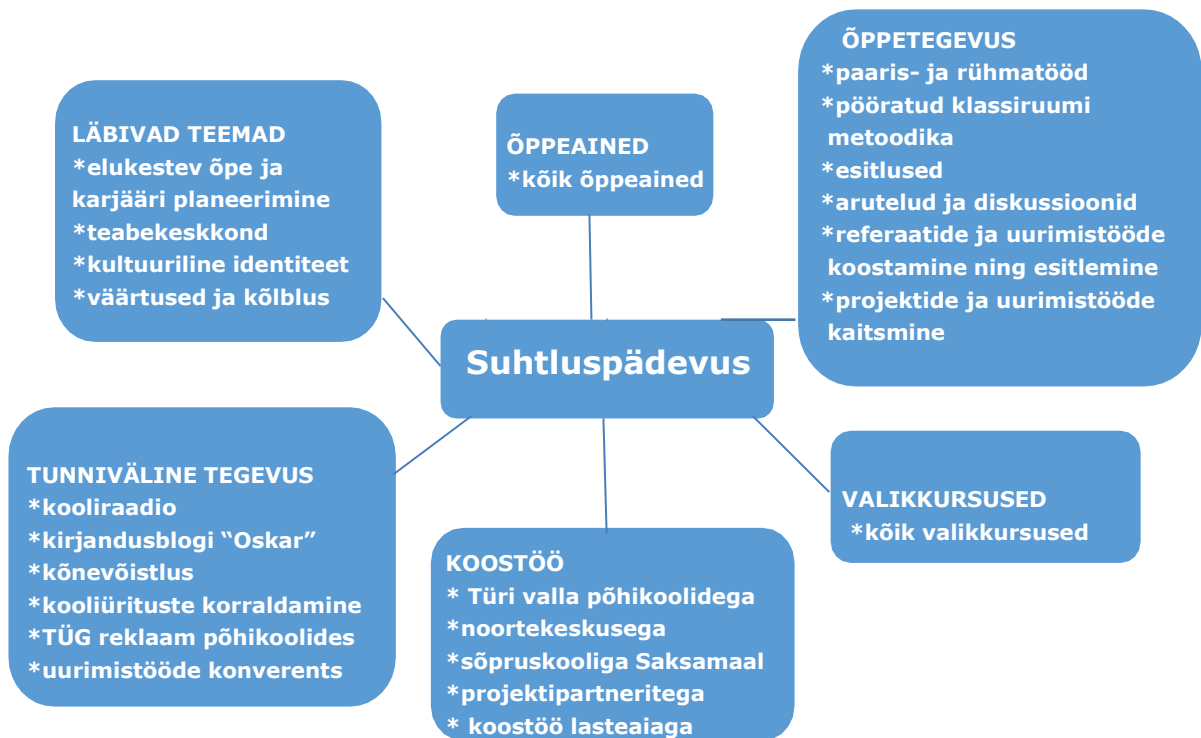 LÄBIVAD TEEMAD
*elukestev õpe ja
karjääri planeerimine
*teabekeskkond
*kultuuriline identiteet
*väärtused ja kõlblus
ÕPPEAINED
*kõik õppeained
ÕPPETEGEVUS
*paaris- ja rühmatööd
*pööratud klassiruumi
metoodika
*esitlused
*arutelud ja diskussioonid
*referaatide ja uurimistööde
koostamine ning esitlemine
*projektide ja uurimistööde
kaitsmine
Suhtluspädevus
TUNNIVÄLINE TEGEVUS
*kooliraadio
*kirjandusblogi “Oskar”
*kõnevõistlus
*kooliürituste korraldamine
*TÜG reklaam põhikoolides
*uurimistööde konverents
KOOSTÖÖ
* Türi valla põhikoolidega
*noortekeskusega
*sõpruskooliga Saksamaal
*projektipartneritega
* koostöö lasteaiaga
VALIKKURSUSED
*kõik valikkursused